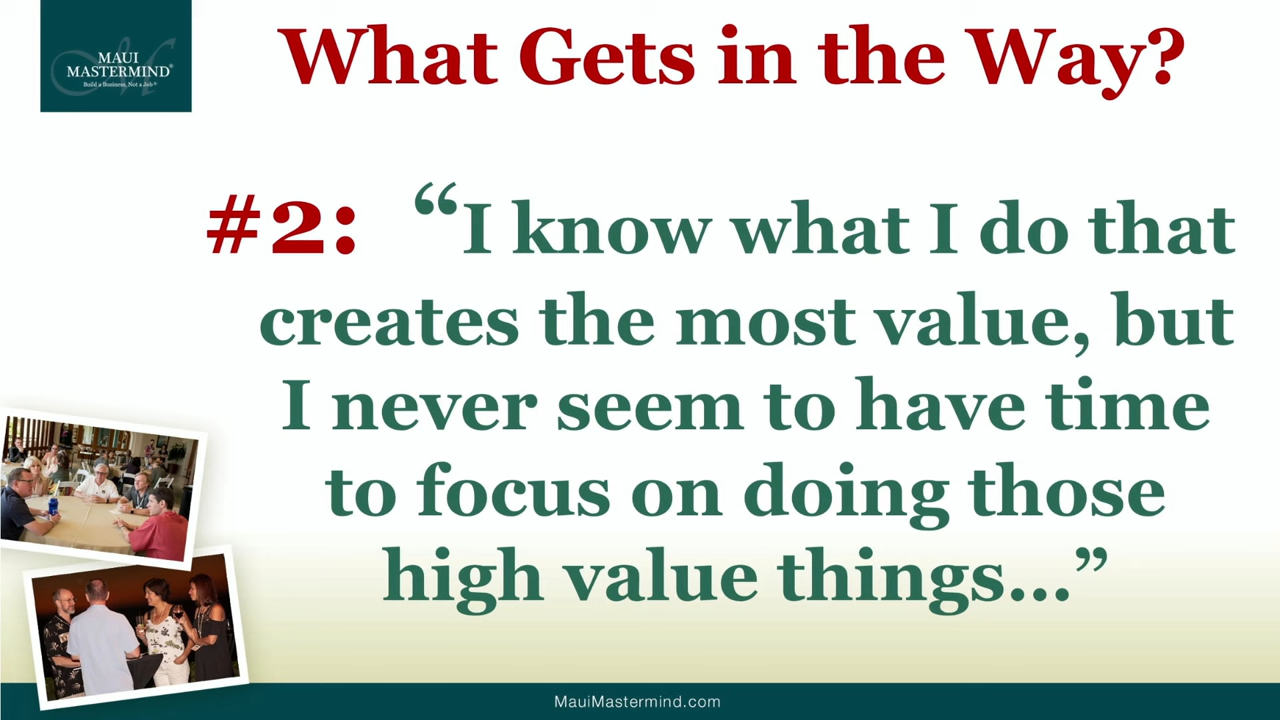 MAUI
MASTERMIND®
Build a Business, Not a Job®
What Gets in the Way?
#2: “I know what I do that
creates the most value, but
I never seem to have time
to focus on doing those
high value things...”
MauiMastermind.com